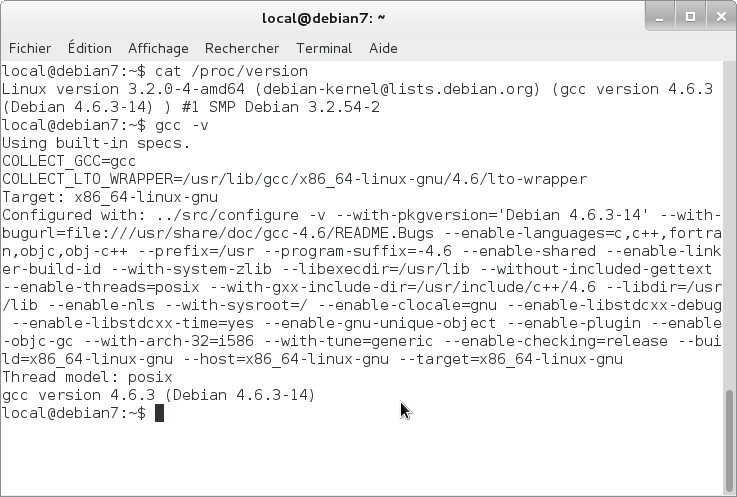 local@debian7: ~
Fichier Édition Affichage Rechercher Terminal Aide
local@debian7:~$ cat /proc/version
Linux version 3.2.0-4-amd64 (debian-kernel@lists.debian.org) (gcc version 4.6.3
(Debian 4.6.3-14) ) #1 SMP Debian 3.2.54-2
local@debian7:~$ gcc -v
Using built-in specs.
COLLECT_GCC=gcc
COLLECT_LTO_WRAPPER=/usr/lib/gcc/x86_64-linux-gnu/4.6/lto-wrapper
Target: x86_64-linux-gnu
Configured with: ../src/configure -v --with-pkgversion='Debian 4.6.3-14' --with-
bugurl=file:///usr/share/doc/gcc-4.6/README.Bugs --enable-languages=c,c++,fortra
n,objc,obj-c++ --prefix=/usr --program-suffix=-4.6 --enable-shared --enable-link
er-build-id --with-system-zlib --libexecdir=/usr/lib --without-included-gettext
--enable-threads=posix --with-gxx-include-dir=/usr/include/c++/4.6 --libdir=/usr
/lib --enable-nls --with-sysroot=/ --enable-clocale=gnu --enable-libstdcxx-debug
 --enable-libstdcxx-time=yes --enable-gnu-unique-object --enable-plugin --enable
-objc-gc --with-arch-32=i586 --with-tune=generic --enable-checking=release --bui
ld=x86_64-linux-gnu --host=x86_64-linux-gnu --target=x86_64-linux-gnu
Thread model: posix
gcc version 4.6.3 (Debian 4.6.3-14)
local@debian7:~$